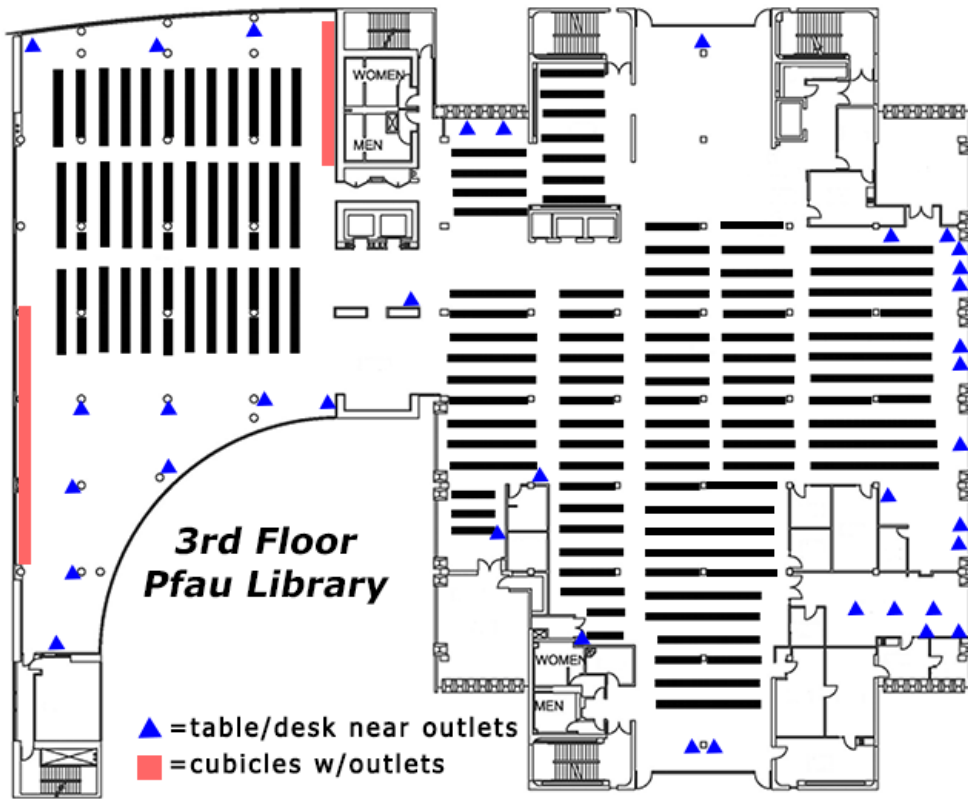 WOMEN
MEN
3rd Floor
Pfau Library
WOMEN
MEN
=table/desk near outlets
=cubicles w/outlets